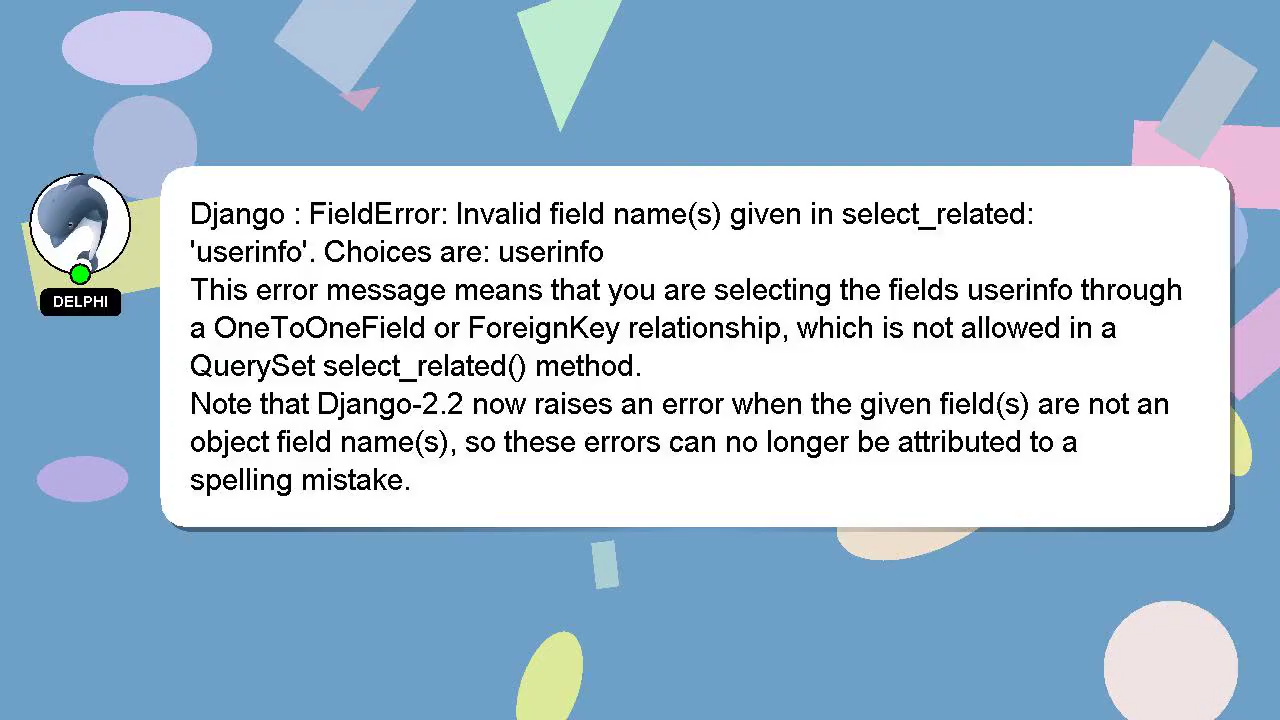 Django : FieldError: Invalid field name(s) given in select_related:
'userinfo'. Choices are: userinfo
This error message means that you are selecting the fields userinfo through
a OneToOneField or ForeignKey relationship, which is not allowed in a
QuerySet select_related() method.
Note that Django-2.2 now raises an error when the given field(s) are not an
object field name(s), so these errors can no longer be attributed to a
spelling mistake.
DELPHI